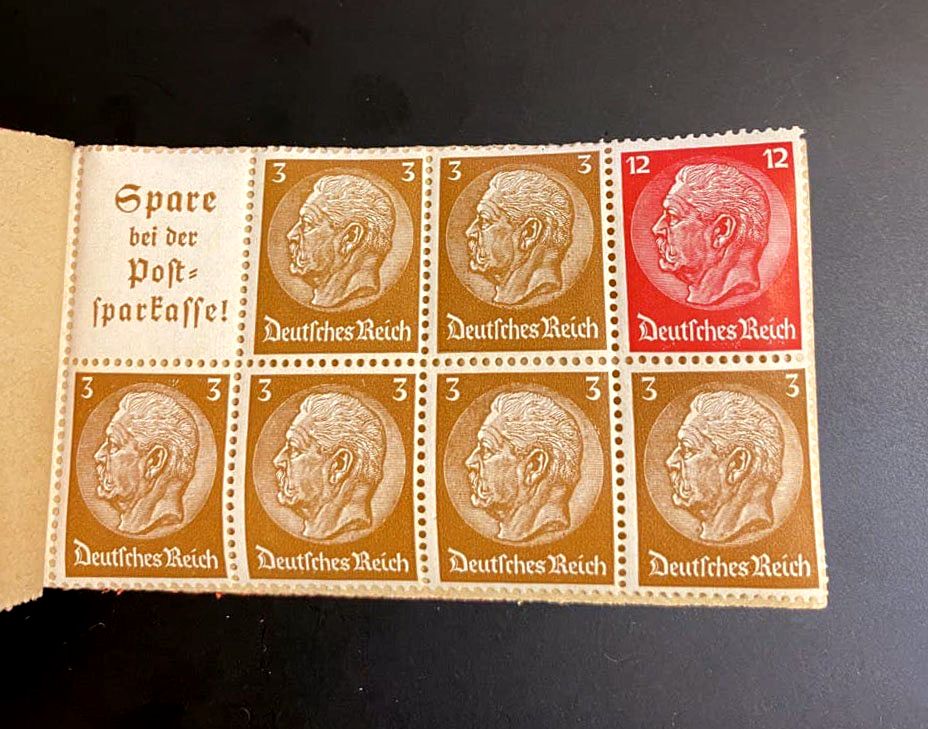 Spare
bei der
Post-
sparkasse!
3 3
Deutsches Reich
3 3
Deutsches Reich
12 12
Deutsches Reich
3 3
Deutsches Reich
3 3
Deutsches Reich
3 3
Deutsches Reich
3 3
Deutsches Reich